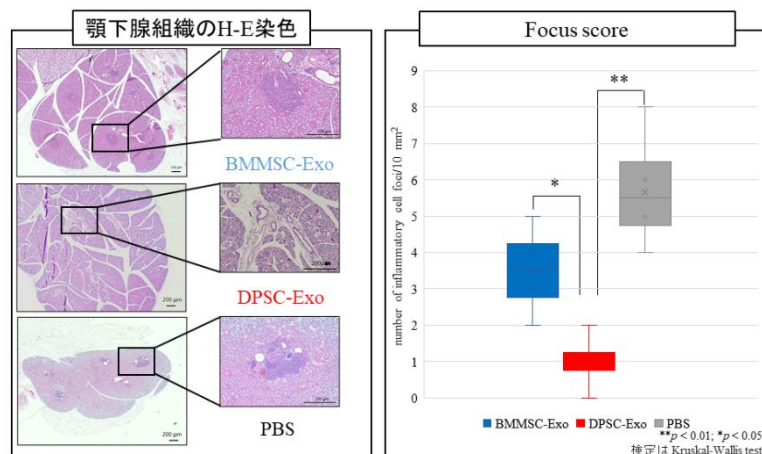 顎下腺組織のH-E染色
BMMSC-Exo
200 μm
DPSC-Exo
200 μm
PBS
Focus score
number of inflammatory cell foci/10 mm²
9
8
7
6
5
4
3
2
1
0
*
**
BMMSC-Exo DPSC-Exo PBS
**p < 0.01; *p < 0.05
検定は Kruskal-Wallis test